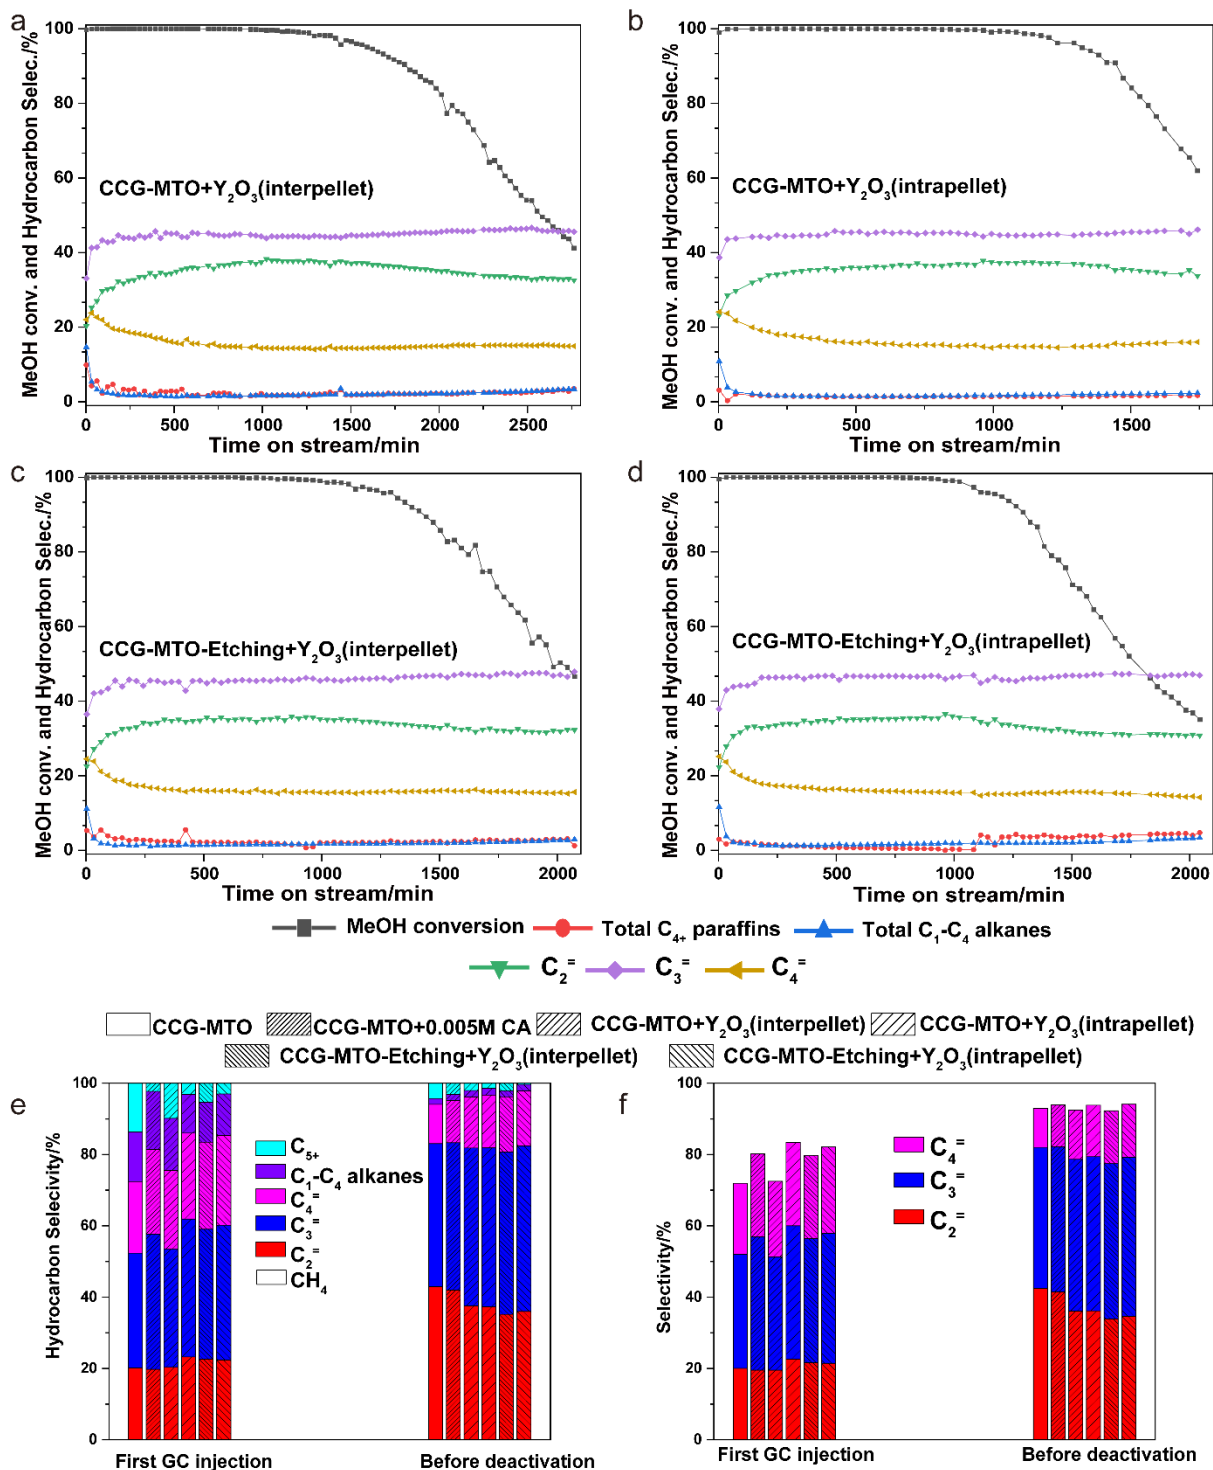 a
MeOH conv. and Hydrocarbon Selec./%
100
80
60
40
20
0
CCG-MTO+Y₂O₃(interpellet)
0 500 1000 1500 2000 2500
Time on stream/min
b
MeOH conv. and Hydrocarbon Selec./%
100
80
60
40
20
0
CCG-MTO+Y₂O₃(intrapellet)
0 500 1000 1500
Time on stream/min
c
MeOH conv. and Hydrocarbon Selec./%
100
80
60
40
20
0
CCG-MTO-Etching+Y₂O₃(interpellet)
0 500 1000 1500 2000
Time on stream/min
d
MeOH conv. and Hydrocarbon Selec./%
100
80
60
40
20
0
CCG-MTO-Etching+Y₂O₃(intrapellet)
0 500 1000 1500 2000
Time on stream/min
MeOH conversion Total C₄₊ paraffins Total C₁-C₄ alkanes
C₂⁼ C₃⁼ C₄⁼
CCG-MTO CCG-MTO+0.005M CA CCG-MTO+Y₂O₃(interpellet) CCG-MTO+Y₂O₃(intrapellet)
CCG-MTO-Etching+Y₂O₃(interpellet) CCG-MTO-Etching+Y₂O₃(intrapellet)
e
Hydrocarbon Selecivity/%
100
80
60
40
20
0
C₅₊
C₁-C₄ alkanes
C₄⁼
C₃⁼
C₂⁼
CH₄
First GC injection Before deactivation
f
Selectivity/%
100
80
60
40
20
0
C₄⁼
C₃⁼
C₂⁼
First GC injection Before deactivation